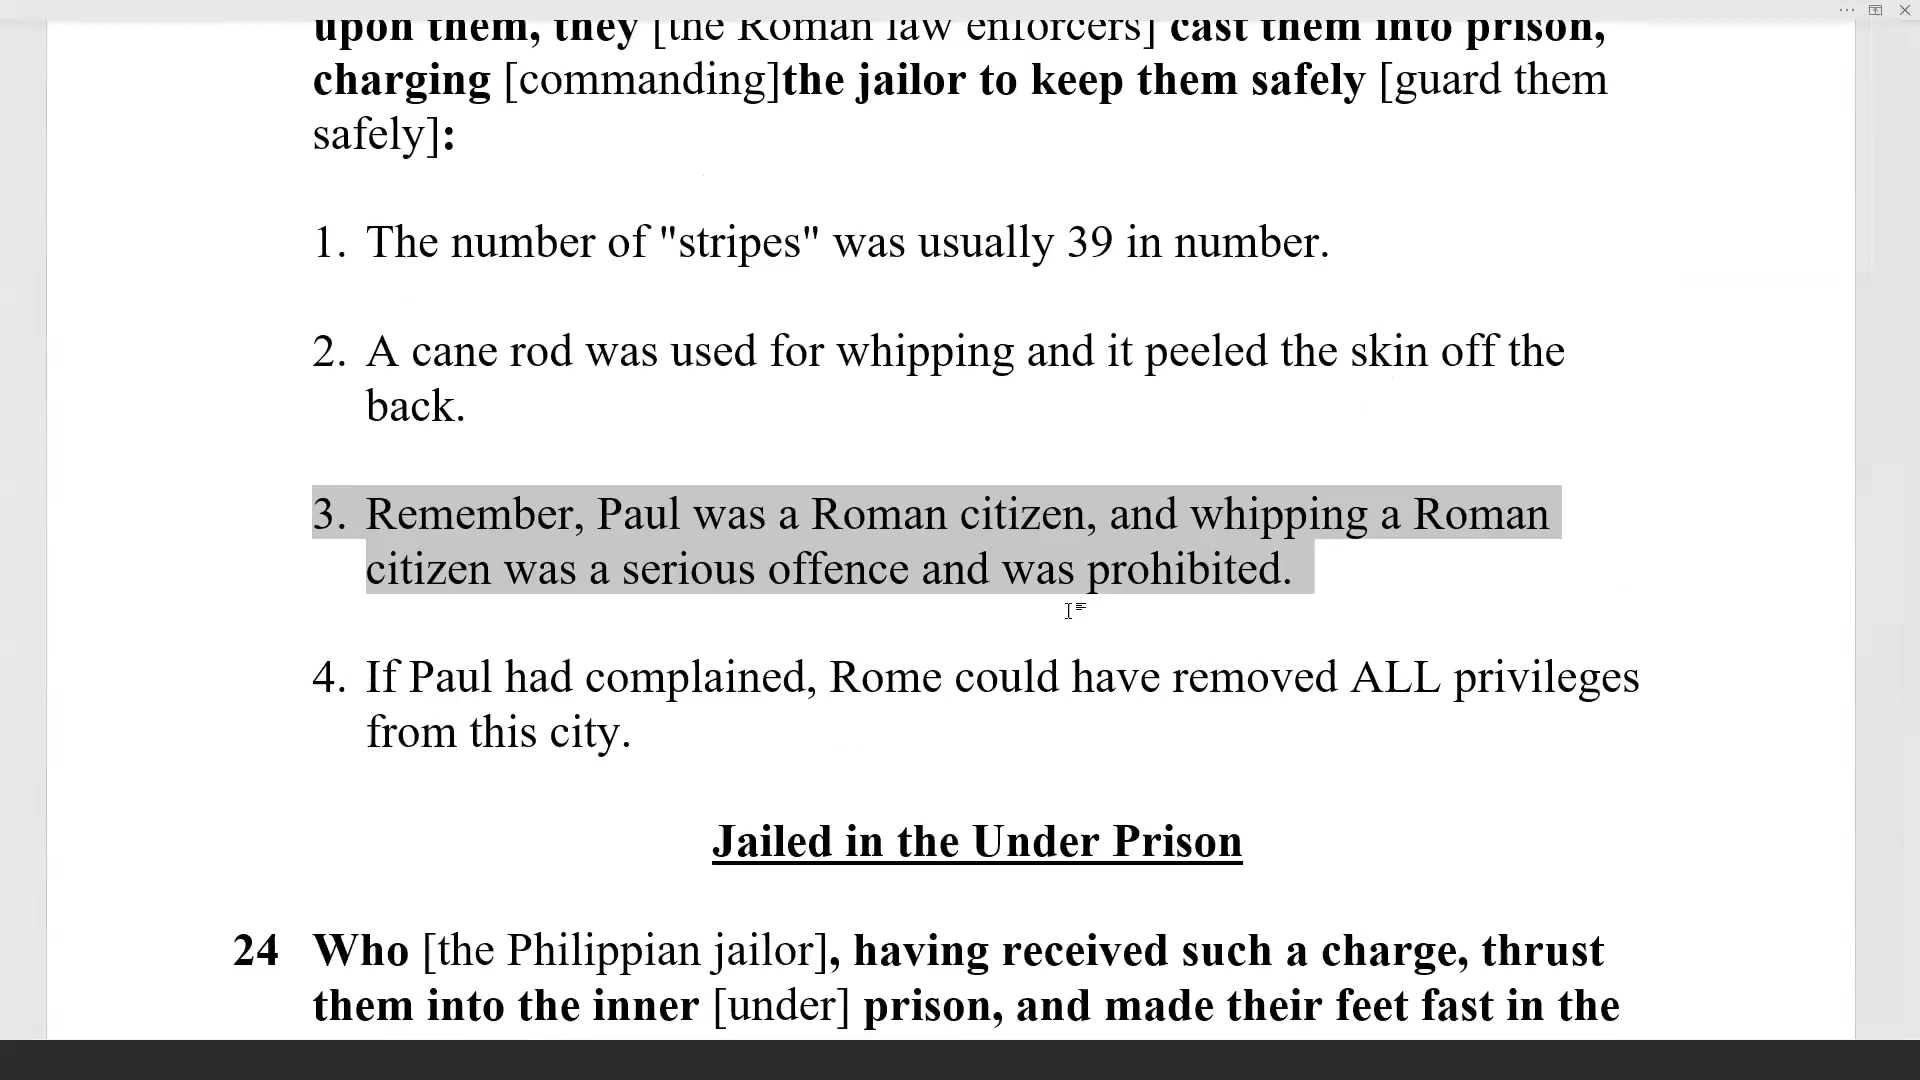 upon them, they [the Roman law enforcers] cast them into prison,
charging [commanding]the jailor to keep them safely [guard them
safely]:
1. The number of "stripes" was usually 39 in number.
2. A cane rod was used for whipping and it peeled the skin off the
back.
3. Remember, Paul was a Roman citizen, and whipping a Roman
citizen was a serious offence and was prohibited.
4. If Paul had complained, Rome could have removed ALL privileges
from this city.
Jailed in the Under Prison
24 Who [the Philippian jailor], having received such a charge, thrust
them into the inner [under] prison, and made their feet fast in the